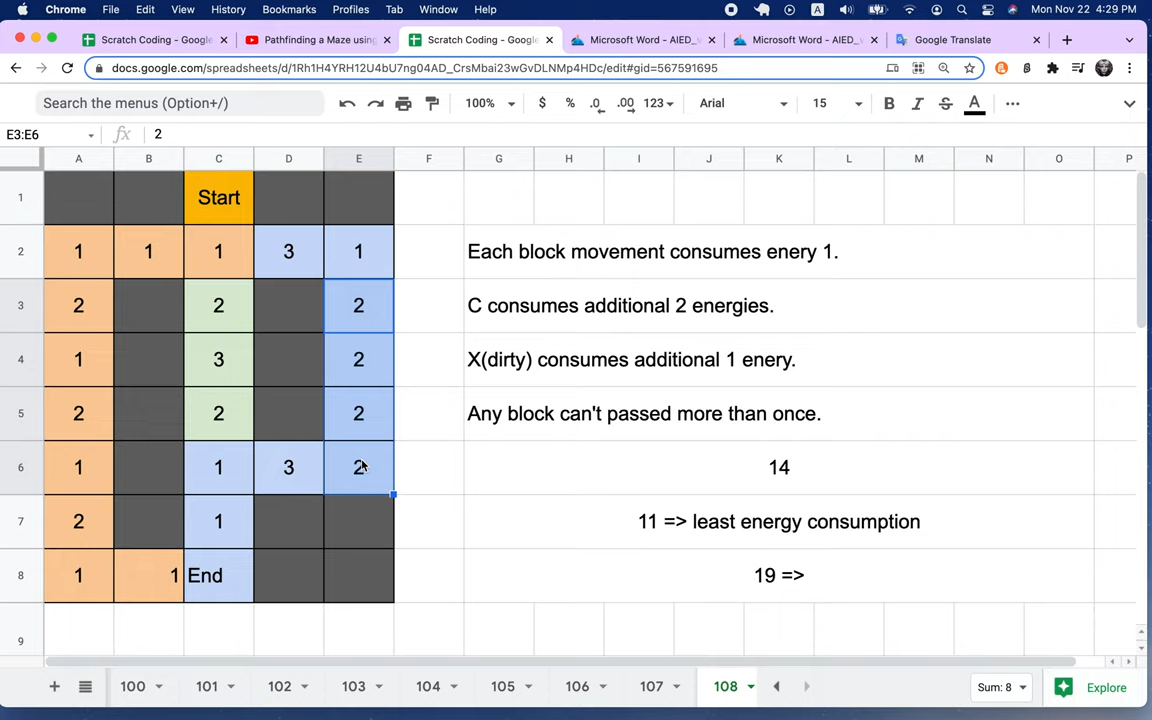 Chrome File Edit View History Bookmarks Profiles Tab Window Help A Mon Nov 22 4:29 PM
Scratch Coding - Google
Pathfinding a Maze using
Scratch Coding - Google
Microsoft Word - AIED_
Microsoft Word - AIED_
Google Translate
docs.google.com/spreadsheets/d/1Rh1H4YRH12U4bU7ng04AD_CrsMbai23wGvDLNMp4HDc/edit#gid=567591695
Search the menus (Option+/) 100% $ % .0 .00 123 Arial 15 B I S A
E3:E6 fx 2
A B C D E F G H I J K L M N O P
1 Start
2 1 1 1 3 1 Each block movement consumes enery 1.
3 2 2 2 C consumes additional 2 energies.
4 1 3 2 X(dirty) consumes additional 1 enery.
5 2 2 2 Any block can't passed more than once.
6 1 1 3 2 14
7 2 1 11 => least energy consumption
8 1 1 End 19 =>
9
100 101 102 103 104 105 106 107 108 Sum: 8 Explore